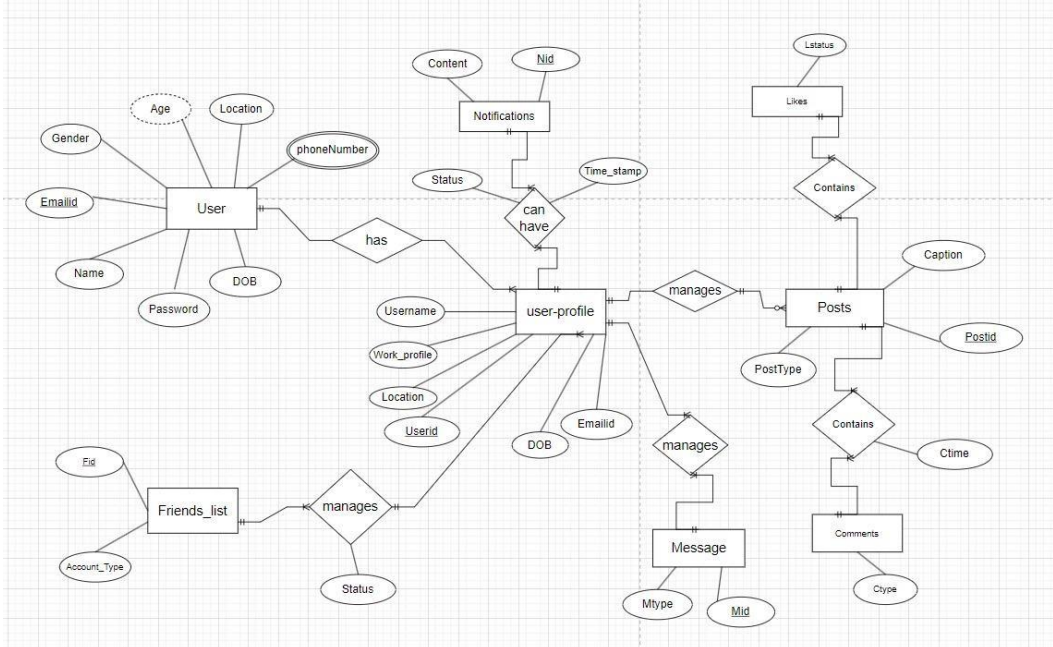 Lstatus
Content
Nid
Likes
Age
Location
Notifications
Gender
phoneNumber
Status
Time_stamp
Contains
Emailid
User
can
have
has
Caption
Name
DOB
manages
Password
Username
user-profile
Posts
Postid
Work_profile
PostType
Location
Userid
Emailid
Contains
DOB
manages
Ctime
Fid
Friends_list
manages
Message
Comments
Account_Type
Status
Mtype
Mid
Ctype